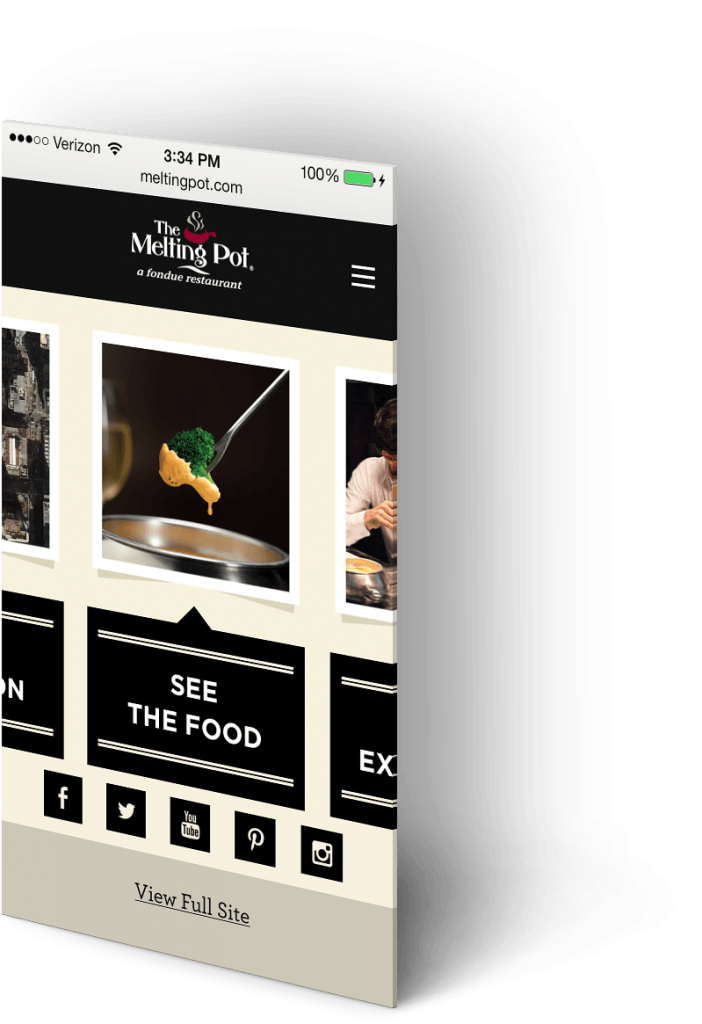 Verizon 3:34 PM 100%
meltingpot.com
The
Melting Pot®
a fondue restaurant
SEE
THE FOOD
ON
EX
You
Tube
View Full Site